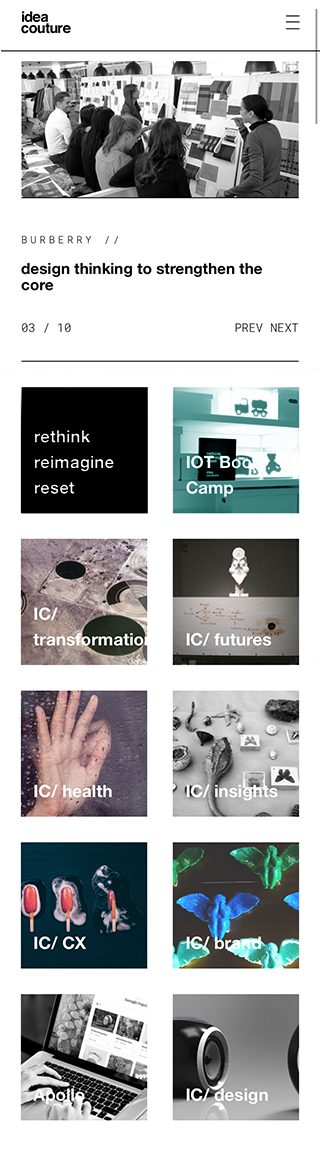 idea
couture
BURBERRY //
design thinking to strengthen the
core
03 / 10
PREV NEXT
rethink
reimagine
reset
IOT Boot
Camp
IC/
transformation
IC/ futures
IC/ health
IC/ insights
IC/ CX
IC/ brand
Apollo
IC/ design